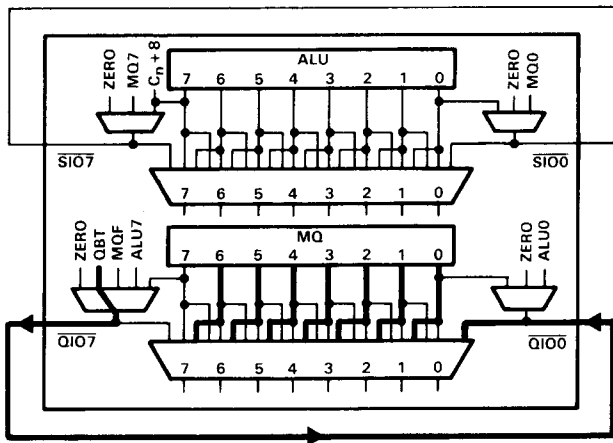 ZERO
MQ7
Cn + 8
ALU
7 6 5 4 3 2 1 0
ZERO
MQ0
SIO7
SIO0
7 6 5 4 3 2 1 0
ZERO
QBT
MQF
ALU7
MQ
7 6 5 4 3 2 1 0
ZERO
ALU0
QIO7
QIO0
7 6 5 4 3 2 1 0